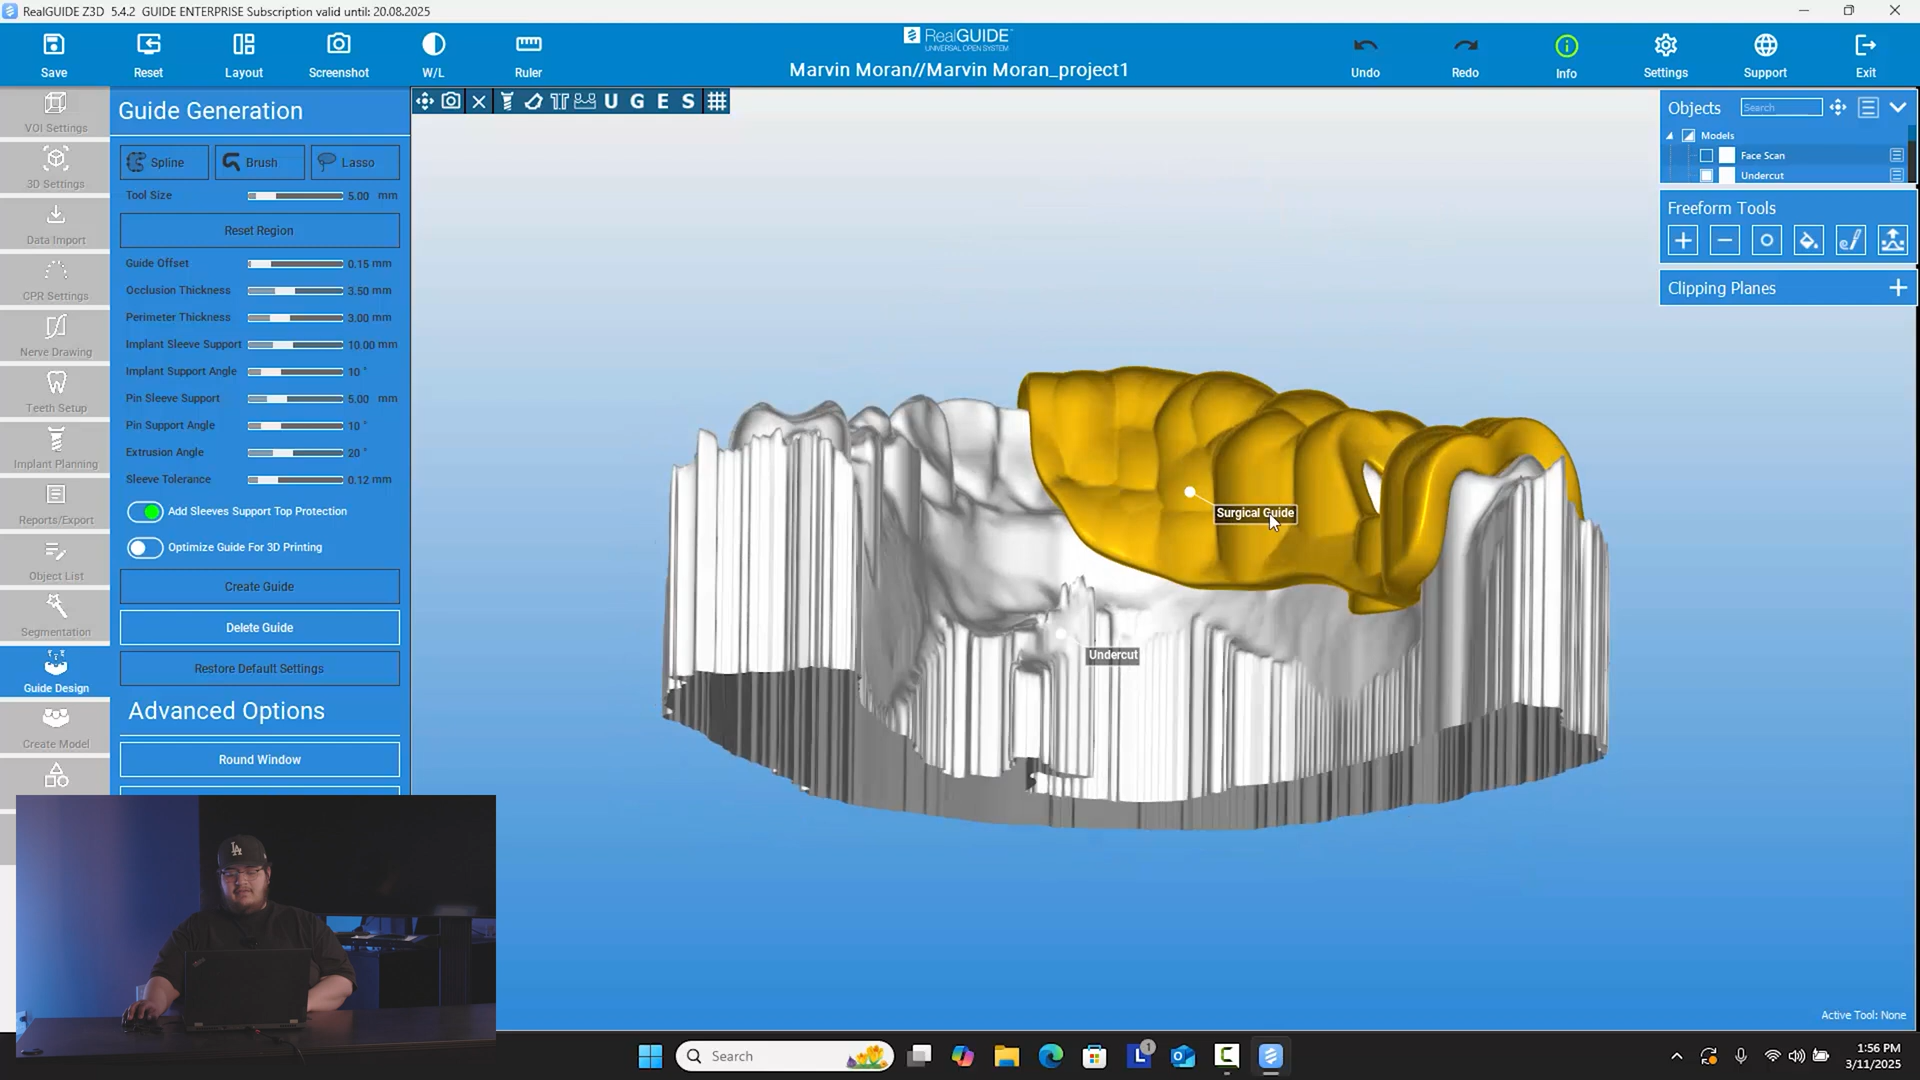 RealGUIDE Z3D 5.4.2 GUIDE ENTERPRISE Subscription valid until: 20.08.2025
Save
Reset
Layout
Screenshot
W/L
Ruler
RealGUIDE
UNIVERSAL OPEN SYSTEM
Marvin Moran//Marvin Moran_project1
Undo
Redo
Info
Settings
Support
Exit
VOI Settings
3D Settings
Data Import
CPR Settings
Nerve Drawing
Teeth Setup
Implant Planning
Reports/Export
Object List
Segmentation
Guide Design
Create Model
Guide Generation
Spline
Brush
Lasso
Tool Size 5.00 mm
Reset Region
Guide Offset 0.15 mm
Occlusion Thickness 3.50 mm
Perimeter Thickness 3.00 mm
Implant Sleeve Support 10.00 mm
Implant Support Angle 10 °
Pin Sleeve Support 5.00 mm
Pin Support Angle 10 °
Extrusion Angle 20 °
Sleeve Tolerance 0.12 mm
Add Sleeves Support Top Protection
Optimize Guide For 3D Printing
Create Guide
Delete Guide
Restore Default Settings
Advanced Options
Round Window
U G E S
Surgical Guide
Undercut
Objects
Search
Models
Face Scan
Undercut
Freeform Tools
Clipping Planes
Active Tool: None
LA
Search
L
1
1:56 PM
3/11/2025